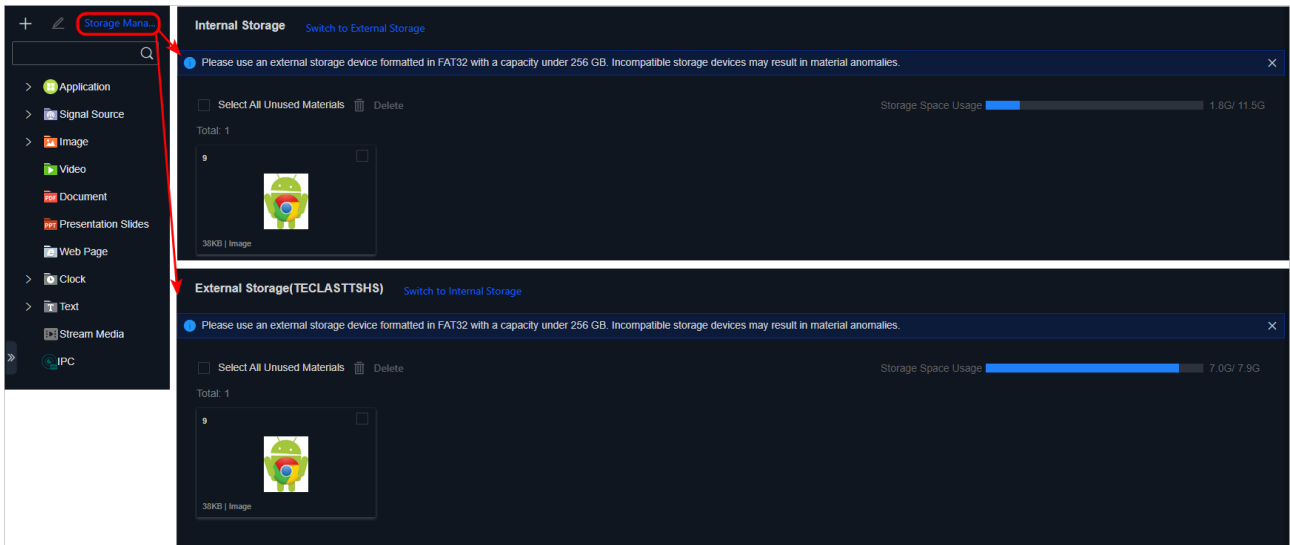 Storage Mana...
Application
Signal Source
Image
Video
Document
Presentation Slides
Web Page
Clock
Text
Stream Media
IPC
Internal Storage Switch to External Storage
Please use an external storage device formatted in FAT32 with a capacity under 256 GB. Incompatible storage devices may result in material anomalies.
Select All Unused Materials Delete Storage Space Usage 1.8G/ 11.5G
Total: 1
9
38KB | Image
External Storage(TECLASTTSHS) Switch to Internal Storage
Please use an external storage device formatted in FAT32 with a capacity under 256 GB. Incompatible storage devices may result in material anomalies.
Select All Unused Materials Delete Storage Space Usage 7.0G/ 7.9G
Total: 1
9
38KB | Image